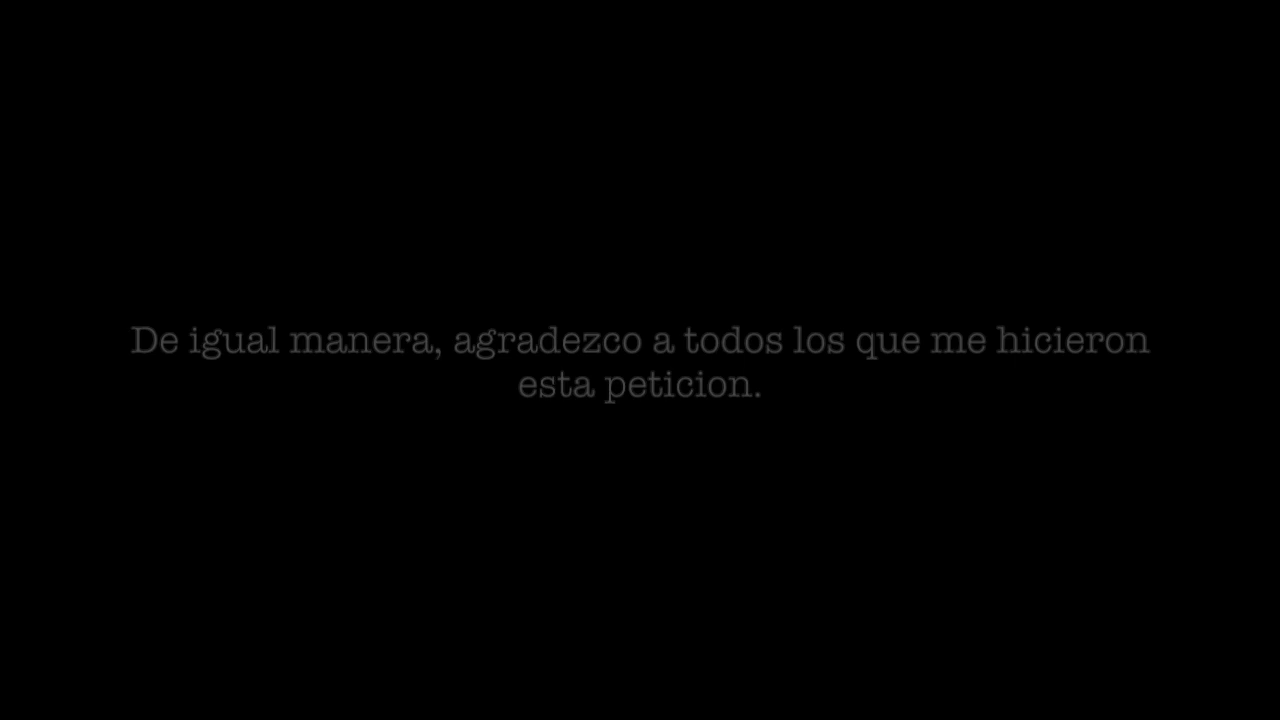 De igual manera, agradezco a todos los que me hicieron
esta peticion.